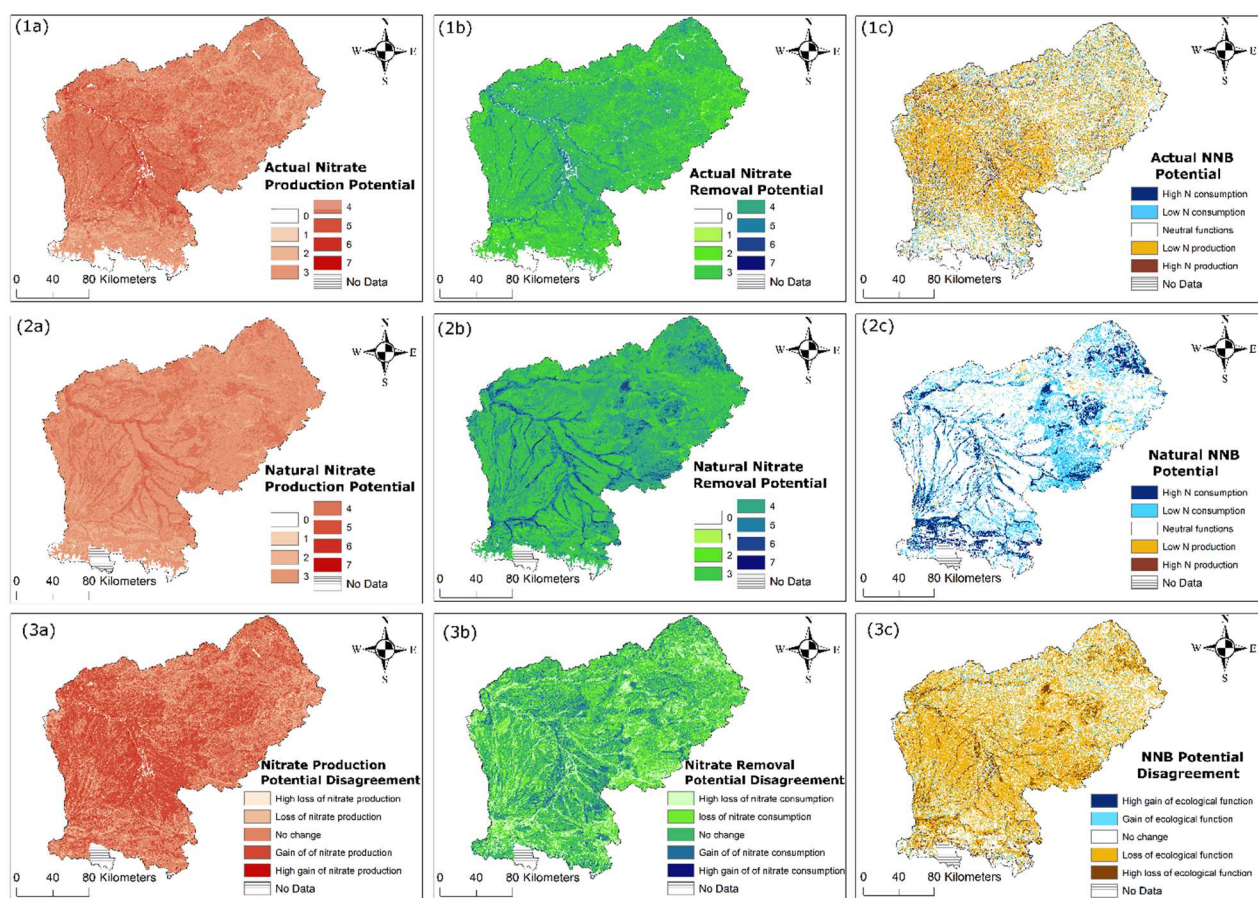 (1a)
N
W E
S
Actual Nitrate
Production Potential
0
1
2
3
4
5
6
7
No Data
0 40 80 Kilometers
(1b)
N
W E
S
Actual Nitrate
Removal Potential
0
1
2
3
4
5
6
7
No Data
0 40 80 Kilometers
(1c)
N
W E
S
Actual NNB
Potential
High N consumption
Low N consumption
Neutral functions
Low N production
High N production
No Data
0 40 80 Kilometers
(2a)
N
W E
S
Natural Nitrate
Production Potential
0
1
2
3
4
5
6
7
No Data
0 40 80 Kilometers
(2b)
N
W E
S
Natural Nitrate
Removal Potential
0
1
2
3
4
5
6
7
No Data
0 40 80 Kilometers
(2c)
N
W E
S
Natural NNB
Potential
High N consumption
Low N consumption
Neutral functions
Low N production
High N production
No Data
0 40 80 Kilometers
(3a)
N
W E
S
Nitrate Production
Potential Disagreement
High loss of nitrate production
Loss of nitrate production
No change
Gain of of nitrate production
High gain of nitrate production
No Data
0 40 80 Kilometers
(3b)
N
W E
S
Nitrate Removal
Potential Disagreement
High loss of nitrate consumption
loss of nitrate consumption
No change
Gain of of nitrate consumption
High gain of of nitrate consumption
No Data
0 40 80 Kilometers
(3c)
N
W E
S
NNB Potential
Disagreement
High gain of ecological function
Gain of ecological function
No change
Loss of ecological function
High loss of ecological function
No Data
0 40 80 Kilometers